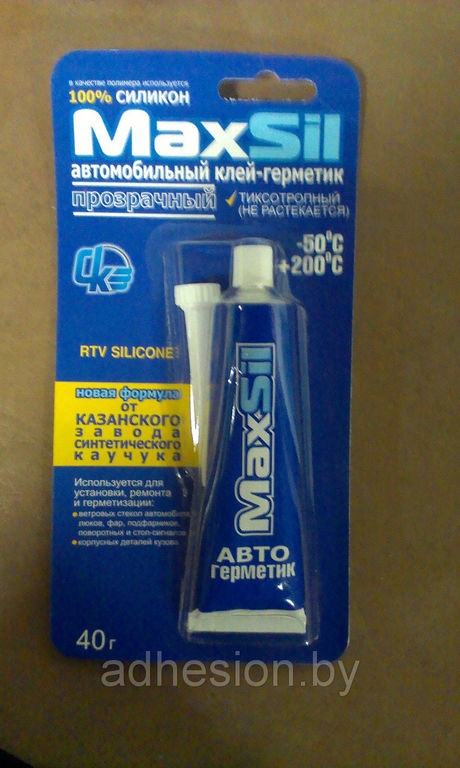 в качестве полимера используется
100% СИЛИКОН
MaxSil
автомобильный клей-герметик
прозрачный
ТИКСОТРОПНЫЙ
(НЕ РАСТЕКАЕТСЯ)
-50°C
+200°C
RTV SILICONE
новая формула
от
КАЗАНСКОГО
завода
синтетического
каучука
Используется для
установки, ремонта
и герметизации:
ветровых стекол автомобиля,
люков, фар, подфарников,
поворотных и стоп-сигналов
корпусных деталей кузова
40 г
MaxSil
АВТО
герметик
adhesion.by